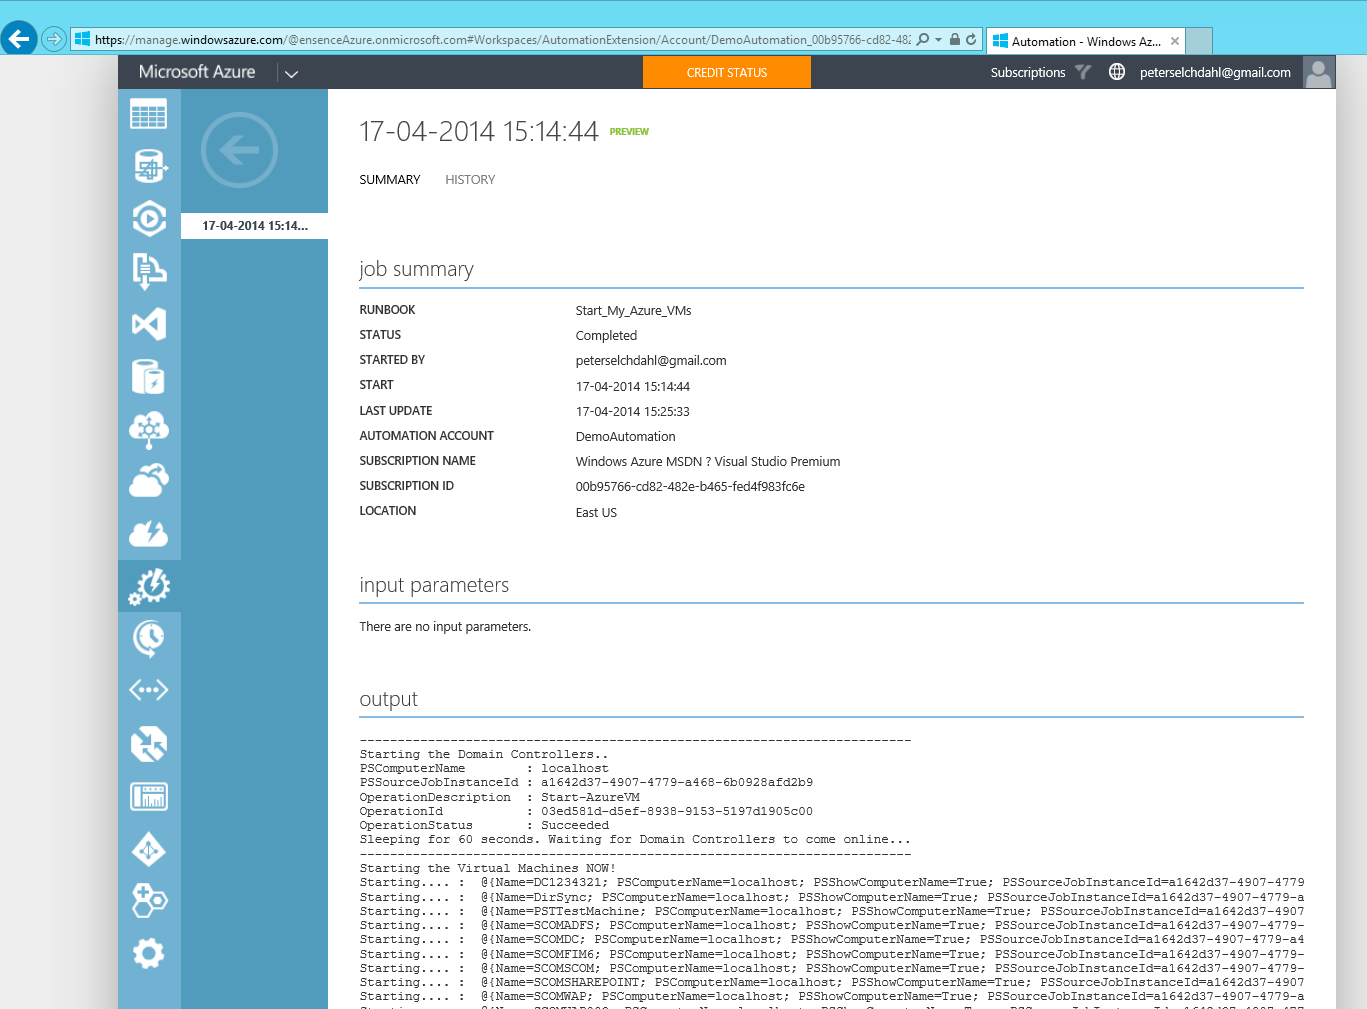 https://manage.windowsazure.com/@ensenceAzure.onmicrosoft.com#Workspaces/AutomationExtension/Account/DemoAutomation_00b95766-cd82-482
Automation - Windows Az...
Microsoft Azure
CREDIT STATUS
Subscriptions
peterselchdahl@gmail.com
17-04-2014 15:14:44 PREVIEW
SUMMARY HISTORY
17-04-2014 15:14...
job summary
RUNBOOK Start_My_Azure_VMs
STATUS Completed
STARTED BY peterselchdahl@gmail.com
START 17-04-2014 15:14:44
LAST UPDATE 17-04-2014 15:25:33
AUTOMATION ACCOUNT DemoAutomation
SUBSCRIPTION NAME Windows Azure MSDN ? Visual Studio Premium
SUBSCRIPTION ID 00b95766-cd82-482e-b465-fed4f983fc6e
LOCATION East US
input parameters
There are no input parameters.
output
-------------------------------------------------------------------------
Starting the Domain Controllers..
PSComputerName : localhost
PSSourceJobInstanceId : a1642d37-4907-4779-a468-6b0928afd2b9
OperationDescription : Start-AzureVM
OperationId : 03ed581d-d5ef-8938-9153-5197d1905c00
OperationStatus : Succeeded
Sleeping for 60 seconds. Waiting for Domain Controllers to come online...
-------------------------------------------------------------------------
Starting the Virtual Machines NOW!
Starting.... : @{Name=DC1234321; PSComputerName=localhost; PSShowComputerName=True; PSSourceJobInstanceId=a1642d37-4907-4779
Starting.... : @{Name=DirSync; PSComputerName=localhost; PSShowComputerName=True; PSSourceJobInstanceId=a1642d37-4907-4779-a
Starting.... : @{Name=PSTTestMachine; PSComputerName=localhost; PSShowComputerName=True; PSSourceJobInstanceId=a1642d37-4907
Starting.... : @{Name=SCOMADFS; PSComputerName=localhost; PSShowComputerName=True; PSSourceJobInstanceId=a1642d37-4907-4779-
Starting.... : @{Name=SCOMDC; PSComputerName=localhost; PSShowComputerName=True; PSSourceJobInstanceId=a1642d37-4907-4779-a4
Starting.... : @{Name=SCOMFIM6; PSComputerName=localhost; PSShowComputerName=True; PSSourceJobInstanceId=a1642d37-4907-4779-
Starting.... : @{Name=SCOMSCOM; PSComputerName=localhost; PSShowComputerName=True; PSSourceJobInstanceId=a1642d37-4907-4779-
Starting.... : @{Name=SCOMSHAREPOINT; PSComputerName=localhost; PSShowComputerName=True; PSSourceJobInstanceId=a1642d37-4907
Starting.... : @{Name=SCOMWAP; PSComputerName=localhost; PSShowComputerName=True; PSSourceJobInstanceId=a1642d37-4907-4779-a